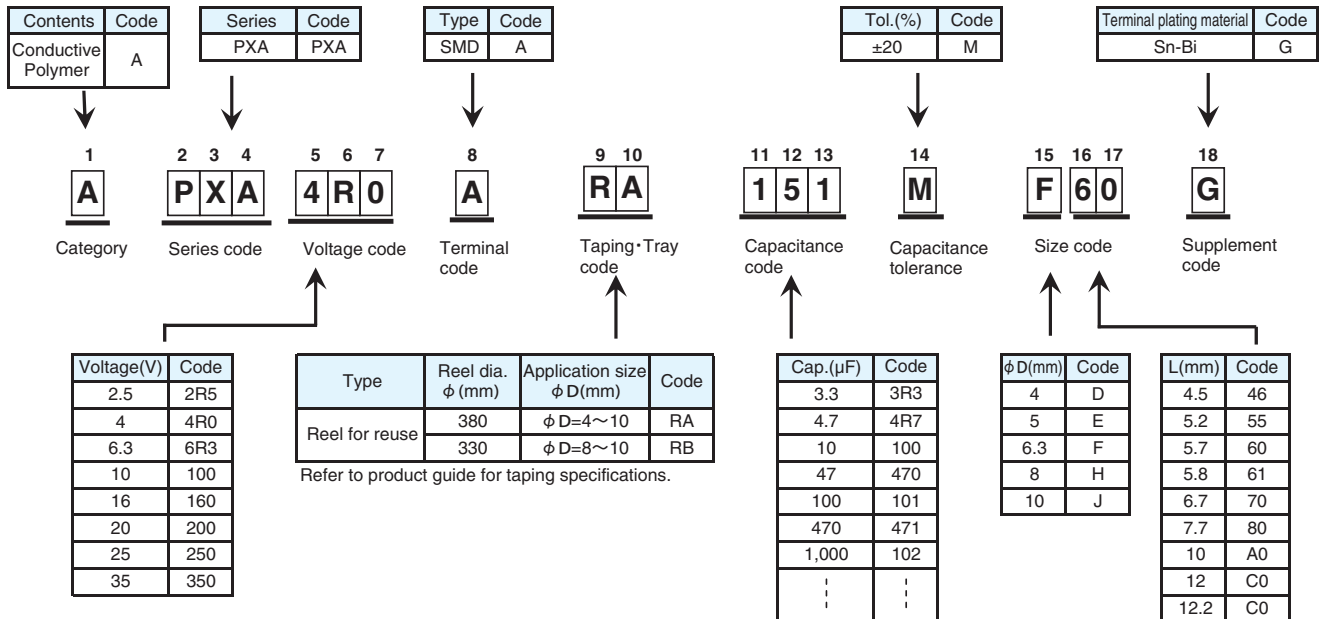 Contents Code
Conductive Polymer A
Series Code
PXA PXA
Type Code
SMD A
Tol.(%) Code
±20 M
Terminal plating material Code
Sn-Bi G
1 2 3 4 5 6 7 8 9 10 11 12 13 14 15 16 17 18
A P X A 4 R 0 A R A 1 5 1 M F 6 0 G
Category
Series code
Voltage code
Terminal
code
Taping･Tray
code
Capacitance
code
Capacitance
tolerance
Size code
Supplement
code
Voltage(V) Code
2.5 2R5
4 4R0
6.3 6R3
10 100
16 160
20 200
25 250
35 350
Type Reel dia. φ (mm) Application size φ D(mm) Code
Reel for reuse 380 φ D=4～10 RA
330 φ D=8～10 RB
Refer to product guide for taping specifications.
Cap.(µF) Code
3.3 3R3
4.7 4R7
10 100
47 470
100 101
470 471
1,000 102
φ D(mm) Code
4 D
5 E
6.3 F
8 H
10 J
L(mm) Code
4.5 46
5.2 55
5.7 60
5.8 61
6.7 70
7.7 80
10 A0
12 C0
12.2 C0